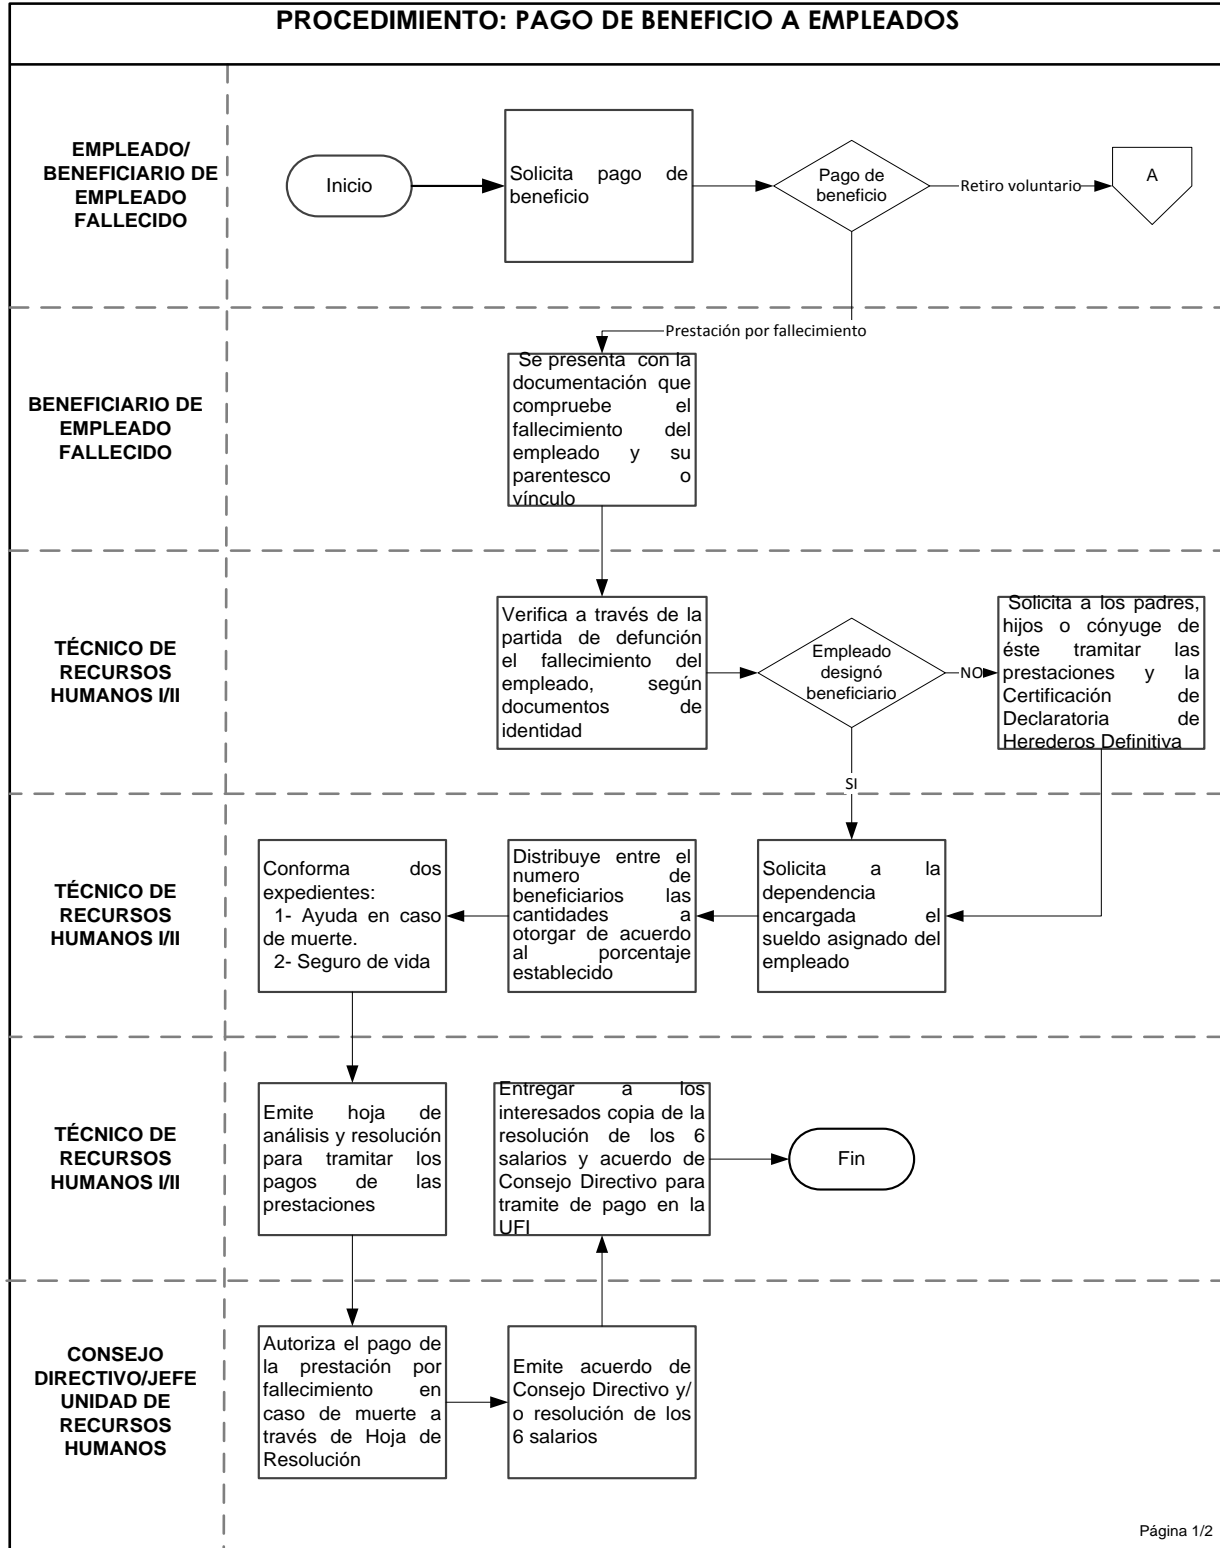 PROCEDIMIENTO: PAGO DE BENEFICIO A EMPLEADOS
EMPLEADO/
BENEFICIARIO DE
EMPLEADO
FALLECIDO
Inicio
Solicita pago de
beneficio
Pago de
beneficio
Retiro voluntario
A
Prestación por fallecimiento
BENEFICIARIO DE
EMPLEADO
FALLECIDO
Se presenta con la
documentación que
compruebe el
fallecimiento del
empleado y su
parentesco o
vínculo
TÉCNICO DE
RECURSOS
HUMANOS I/II
Verifica a través de la
partida de defunción
el fallecimiento del
empleado, según
documentos de
identidad
Empleado
designó
beneficiario
NO
Solicita a los padres,
hijos o cónyuge de
éste tramitar las
prestaciones y la
Certificación de
Declaratoria de
Herederos Definitiva
SI
TÉCNICO DE
RECURSOS
HUMANOS I/II
Conforma dos
expedientes:
1- Ayuda en caso
de muerte.
2- Seguro de vida
Distribuye entre el
numero de
beneficiarios las
cantidades a
otorgar de acuerdo
al porcentaje
establecido
Solicita a la
dependencia
encargada el
sueldo asignado del
empleado
TÉCNICO DE
RECURSOS
HUMANOS I/II
Emite hoja de
análisis y resolución
para tramitar los
pagos de las
prestaciones
Entregar a los
interesados copia de la
resolución de los 6
salarios y acuerdo de
Consejo Directivo para
tramite de pago en la
UFI
Fin
CONSEJO
DIRECTIVO/JEFE
UNIDAD DE
RECURSOS
HUMANOS
Autoriza el pago de
la prestación por
fallecimiento en
caso de muerte a
través de Hoja de
Resolución
Emite acuerdo de
Consejo Directivo y/
o resolución de los
6 salarios
Página 1/2